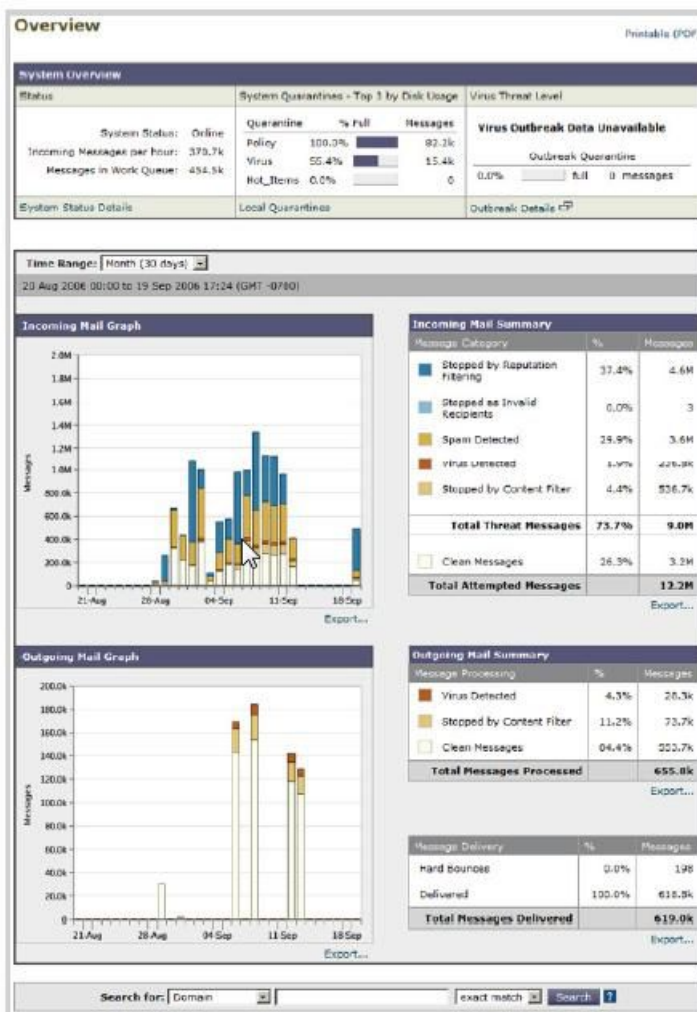 Overview
Printable (PDF
System Overview
Status
System Status: Online
Incoming Messages per hour: 370.7k
Messages in Work Queue: 454.5k
System Status Details
System Quarantines - Top 3 by Disk Usage
Quarantine % Full Messages
Policy 100.0% 82.2k
Virus 55.4% 15.4k
Hot_Items 0.0% 0
Local Quarantines
Virus Threat Level
Virus Outbreak Data Unavailable
Outbreak Quarantine
0.0% full 0 messages
Outbreak Details
Time Range: Month (30 days)
20 Aug 2006 00:00 to 19 Sep 2006 17:24 (GMT -0700)
Incoming Mail Graph
Messages
2.0M
1.8M
1.6M
1.4M
1.2M
1.0M
800.0k
600.0k
400.0k
200.0k
0
21-Aug 28-Aug 04-Sep 11-Sep 18-Sep
Export...
Incoming Mail Summary
Message Category % Messages
Stopped by Reputation Filtering 37.4% 4.6M
Stopped as Invalid Recipients 0.0% 3
Spam Detected 29.9% 3.6M
Virus Detected 1.9%
Stopped by Content Filter 4.4% 536.7k
Total Threat Messages 73.7% 9.0M
Clean Messages 26.3% 3.2M
Total Attempted Messages 12.2M
Export...
Outgoing Mail Graph
Messages
200.0k
180.0k
160.0k
140.0k
120.0k
100.0k
80.0k
60.0k
40.0k
20.0k
0
21-Aug 28-Aug 04-Sep 11-Sep 18-Sep
Export...
Outgoing Mail Summary
Message Processing % Messages
Virus Detected 4.3% 28.3k
Stopped by Content Filter 11.2% 73.7k
Clean Messages 84.4% 553.7k
Total Messages Processed 655.8k
Export...
Message Delivery % Messages
Hard Bounces 0.0% 198
Delivered 100.0% 618.8k
Total Messages Delivered 619.0k
Export...
Search for: Domain exact match Search ?